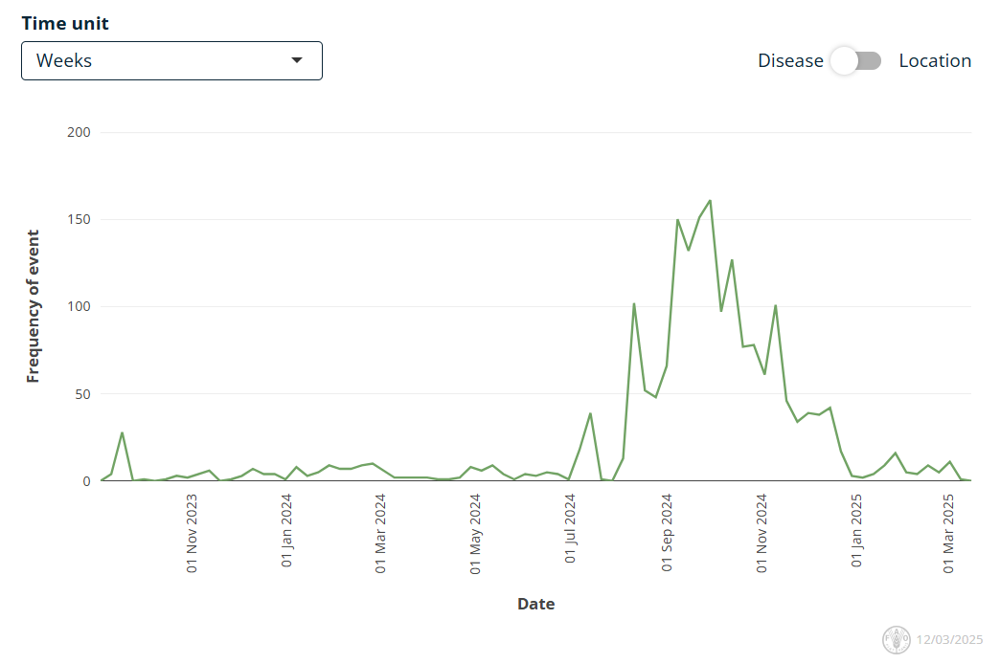 Time unit
Weeks
Disease
Location
200
150
100
50
0
Frequency of event
01 Nov 2023
01 Jan 2024
01 Mar 2024
01 May 2024
01 Jul 2024
01 Sep 2024
01 Nov 2024
01 Jan 2025
01 Mar 2025
Date
FAO
12/03/2025